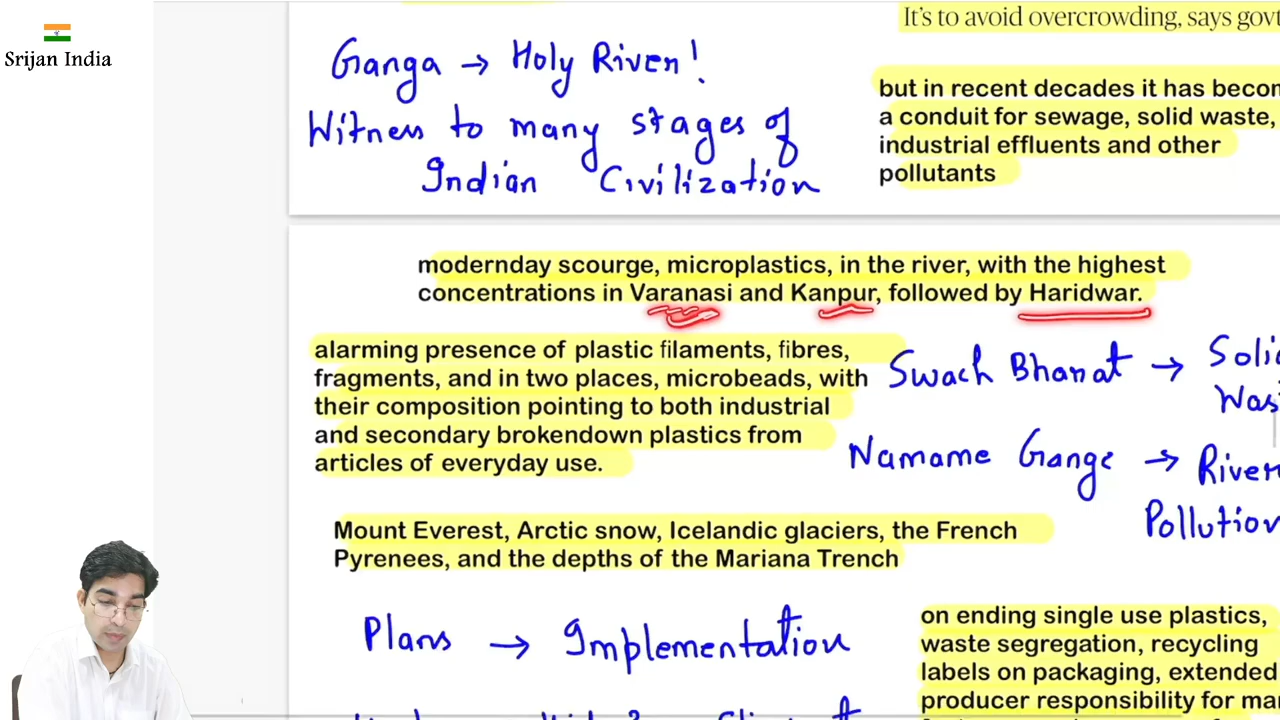 Srijan India
It's to avoid overcrowding, says govt
Ganga → Holy River!
Witness to many stages of
Indian Civilization
but in recent decades it has becom
a conduit for sewage, solid waste,
industrial effluents and other
pollutants
modernday scourge, microplastics, in the river, with the highest
concentrations in Varanasi and Kanpur, followed by Haridwar.
alarming presence of plastic filaments, fibres,
fragments, and in two places, microbeads, with
their composition pointing to both industrial
and secondary brokendown plastics from
articles of everyday use.
Swach Bharat → Solid
Was
Namame Gange → River
Pollution
Mount Everest, Arctic snow, Icelandic glaciers, the French
Pyrenees, and the depths of the Mariana Trench
Plans → Implementation
on ending single use plastics,
waste segregation, recycling
labels on packaging, extended
producer responsibility for man